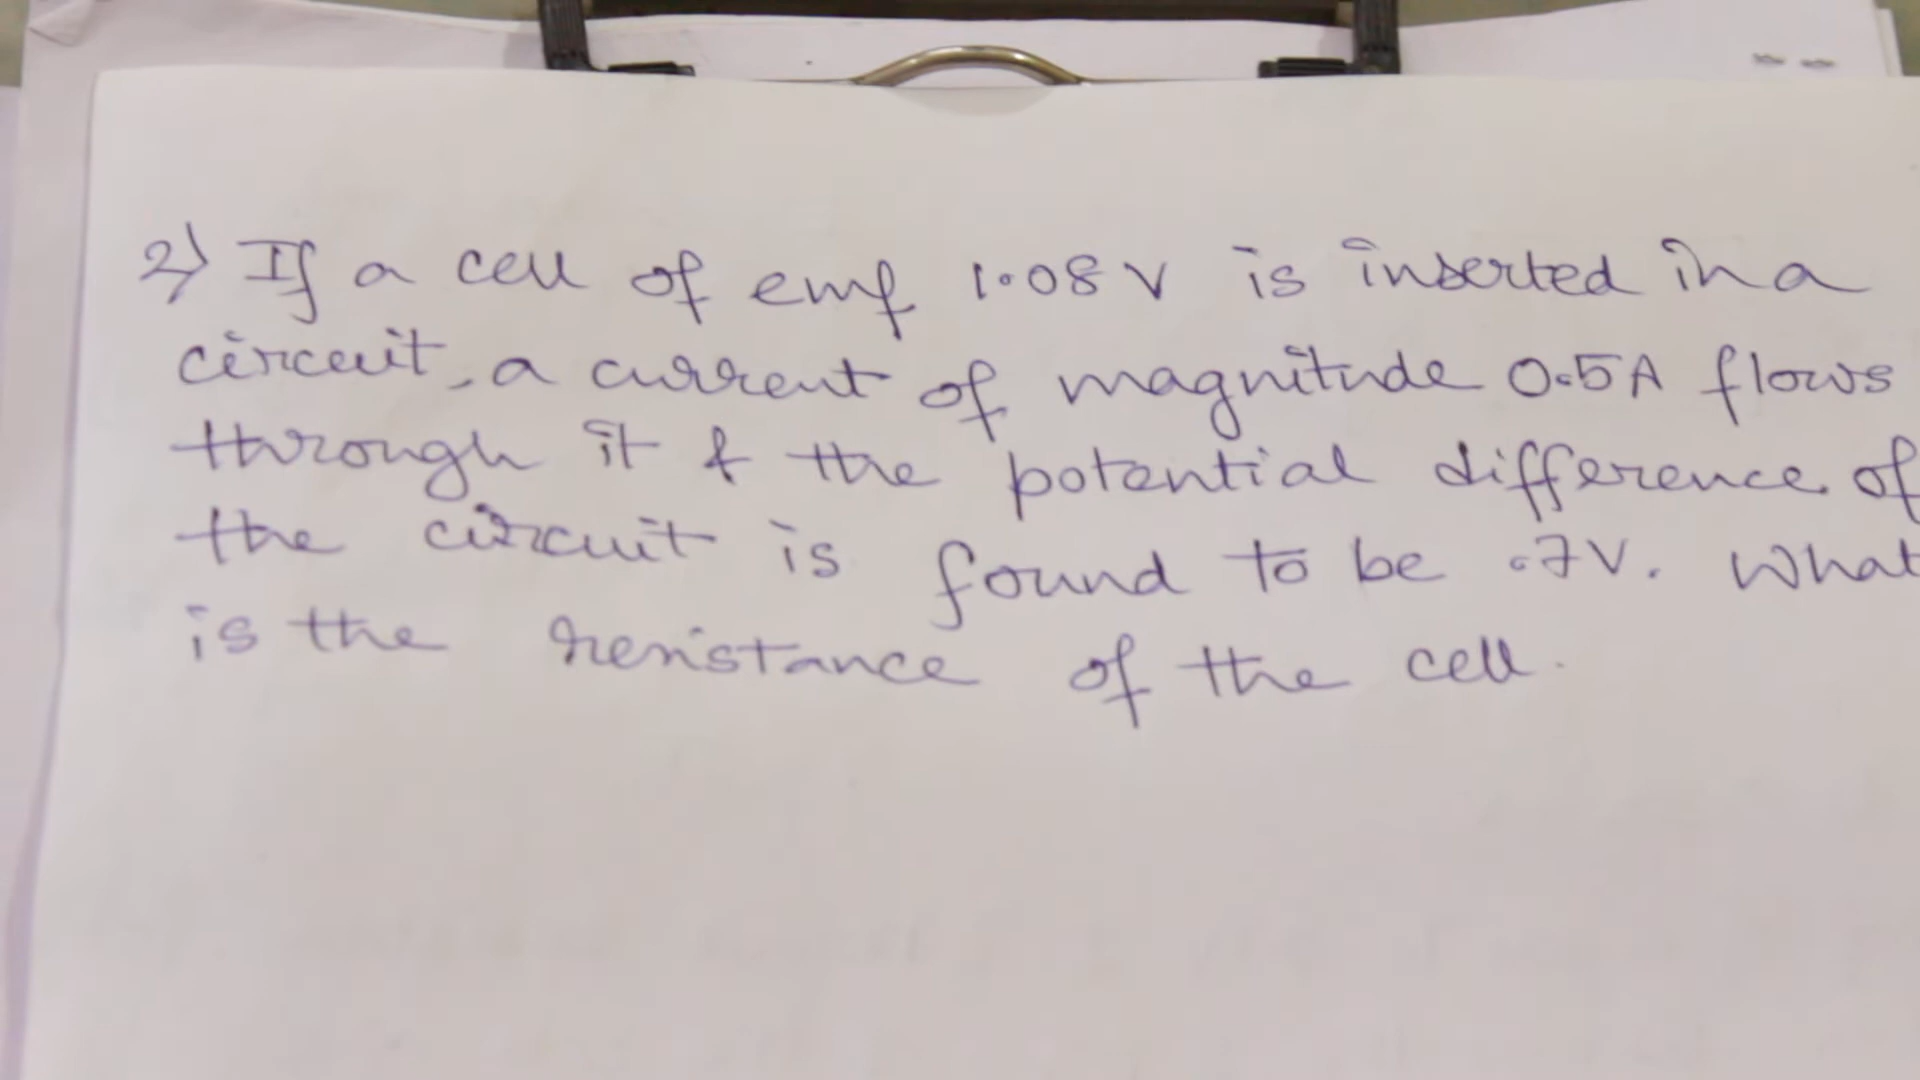 2) If a cell of emf 1.08 V is inserted in a
circuit, a current of magnitude 0.5A flows
through it & the potential difference of
the circuit is found to be .7V. What
is the resistance of the cell.